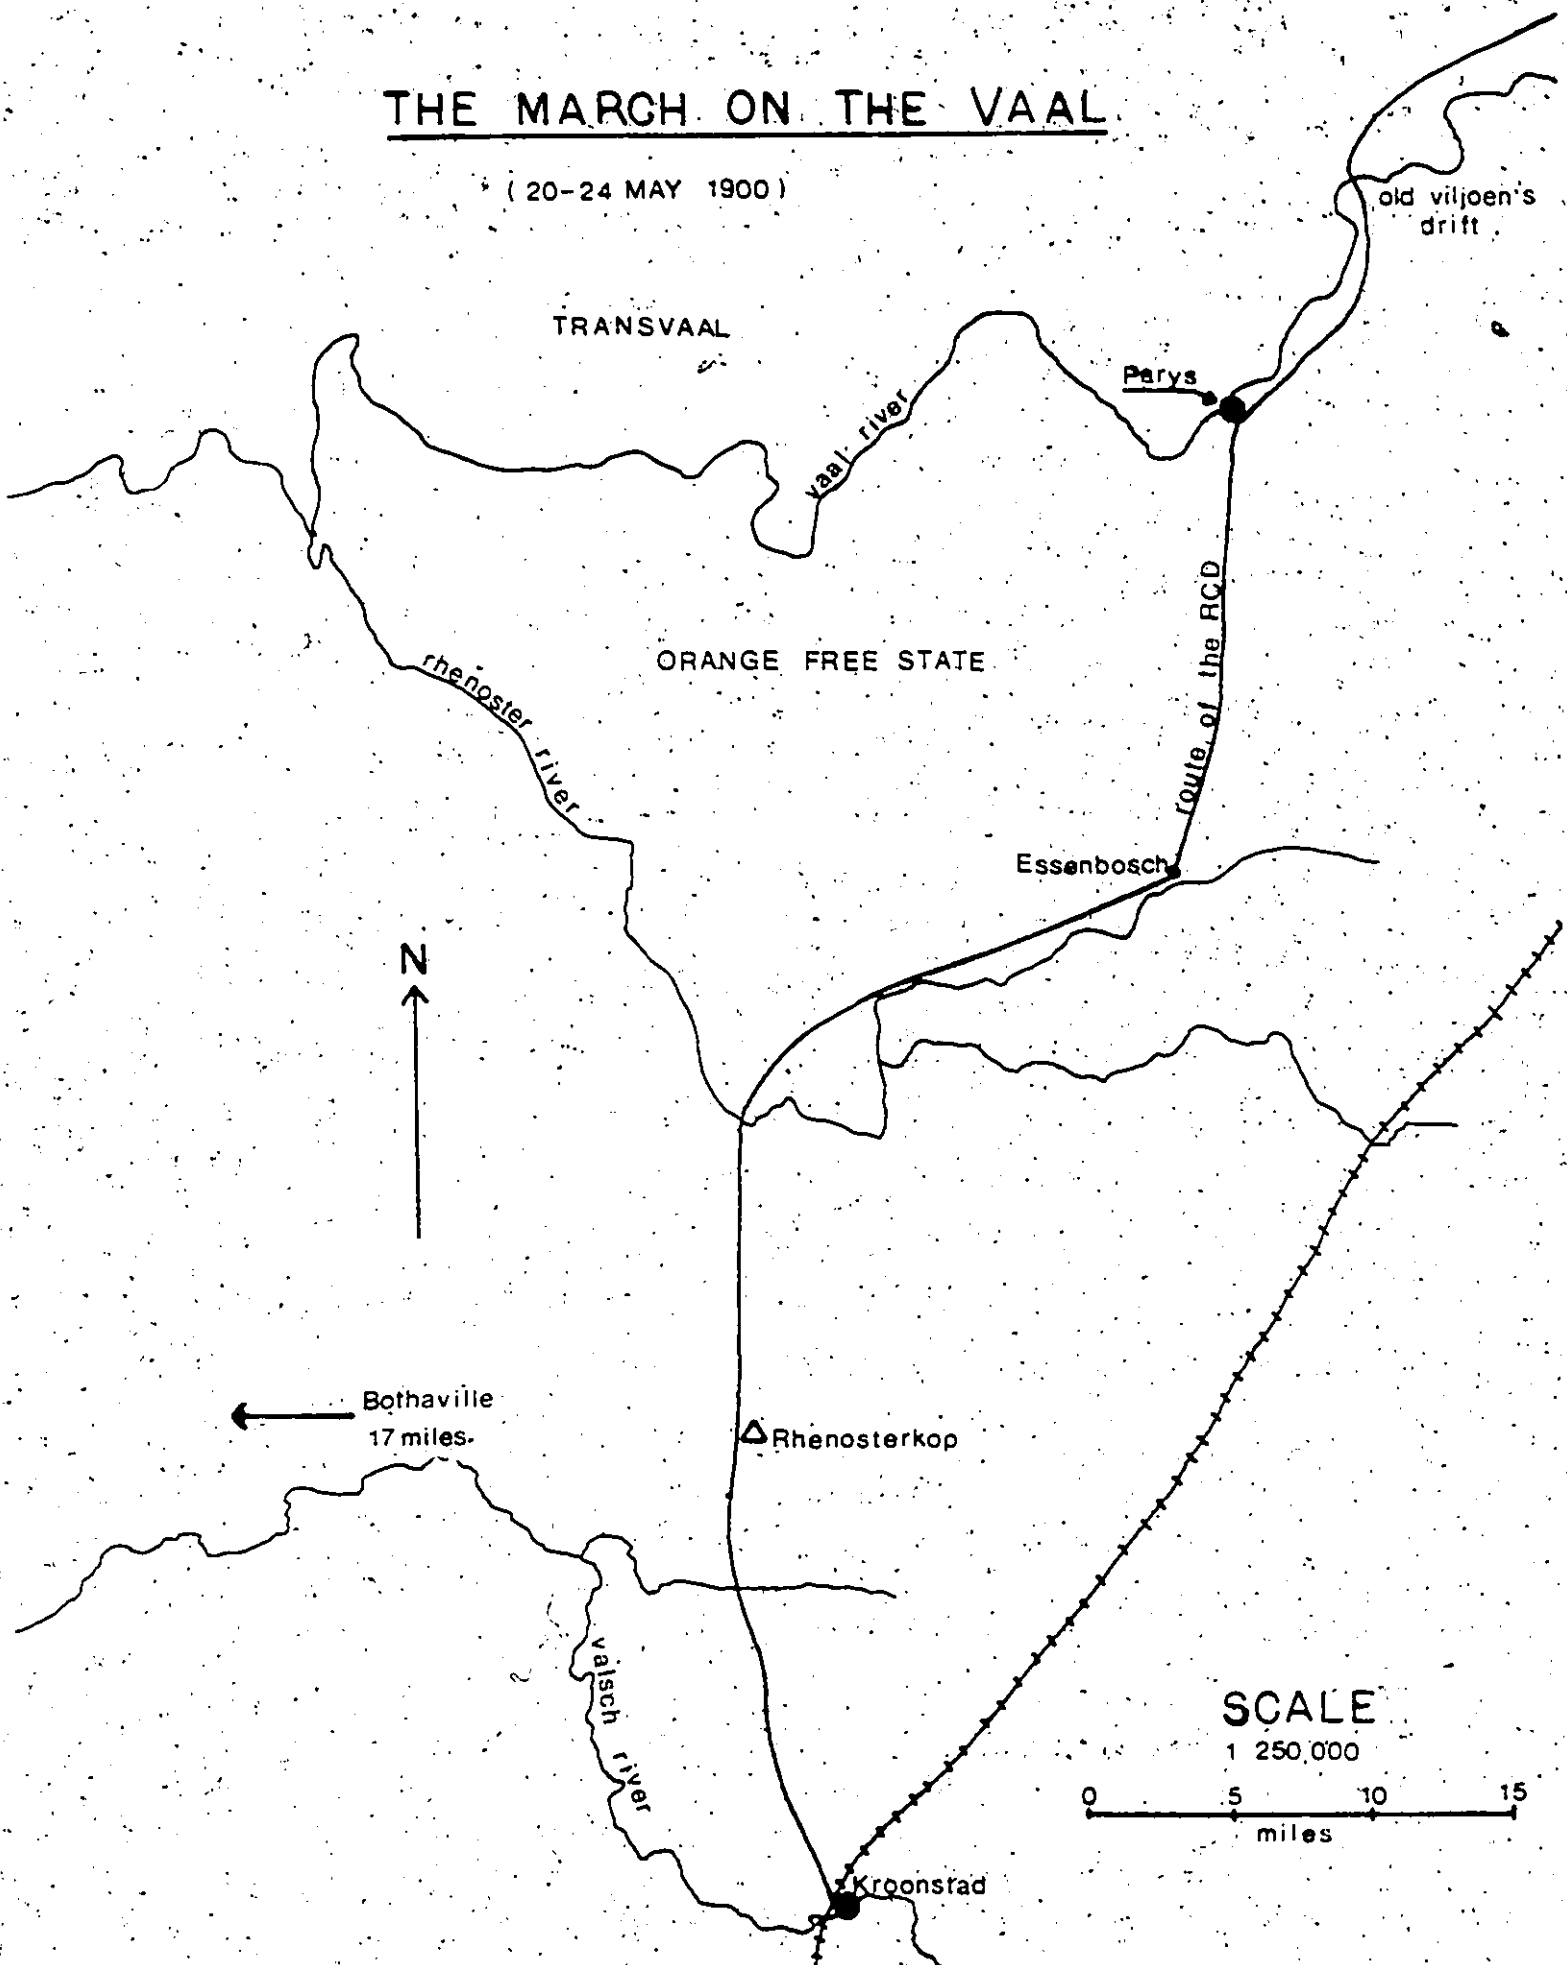 THE MARCH ON THE VAAL
(20-24 MAY 1900)
old viljoen's
drift
TRANSVAAL
Parys
vaal river
route of the RCD
ORANGE FREE STATE
rhenoster river
Essenbosch
N
Bothaville
17 miles
Rhenosterkop
valsch river
SCALE
1 250,000
0 5 10 15
miles
Kroonstad